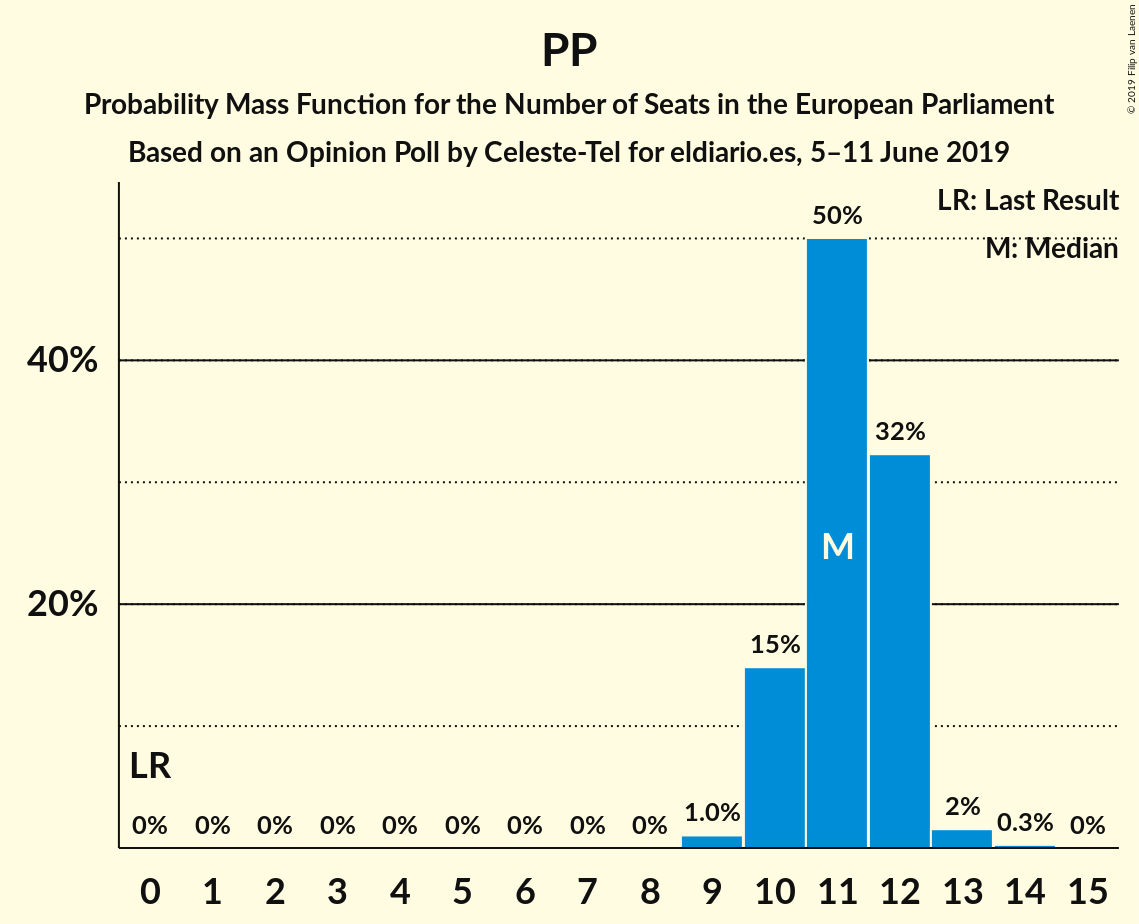 PP
Probability Mass Function for the Number of Seats in the European Parliament
Based on an Opinion Poll by Celeste-Tel for eldiario.es, 5–11 June 2019
© 2019 Filip van Laenen
LR: Last Result
M: Median
50%
40%
32%
M
20%
15%
LR
0% 0% 0% 0% 0% 0% 0% 0% 0% 1.0% 2% 0.3% 0%
0 1 2 3 4 5 6 7 8 9 10 11 12 13 14 15